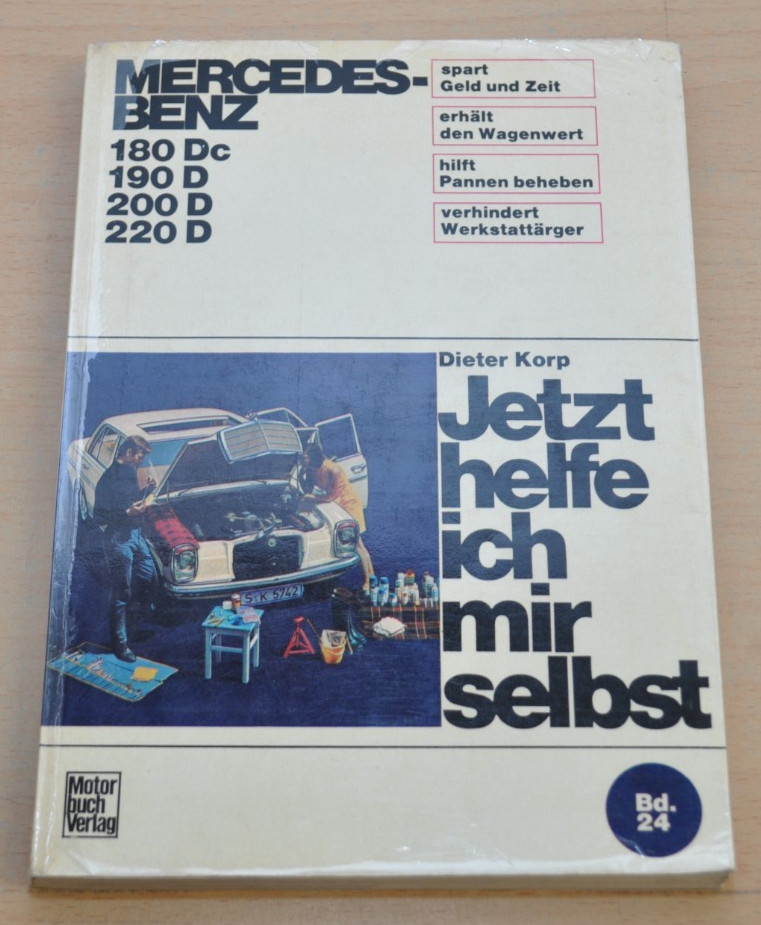 MERCEDES-
BENZ
180 Dc
190 D
200 D
220 D
spart
Geld und Zeit
erhält
den Wagenwert
hilft
Pannen beheben
verhindert
Werkstattärger
Dieter Korp
Jetzt
helfe
ich
mir
selbst
S-K 5742
Motor
buch
Verlag
Bd.
24